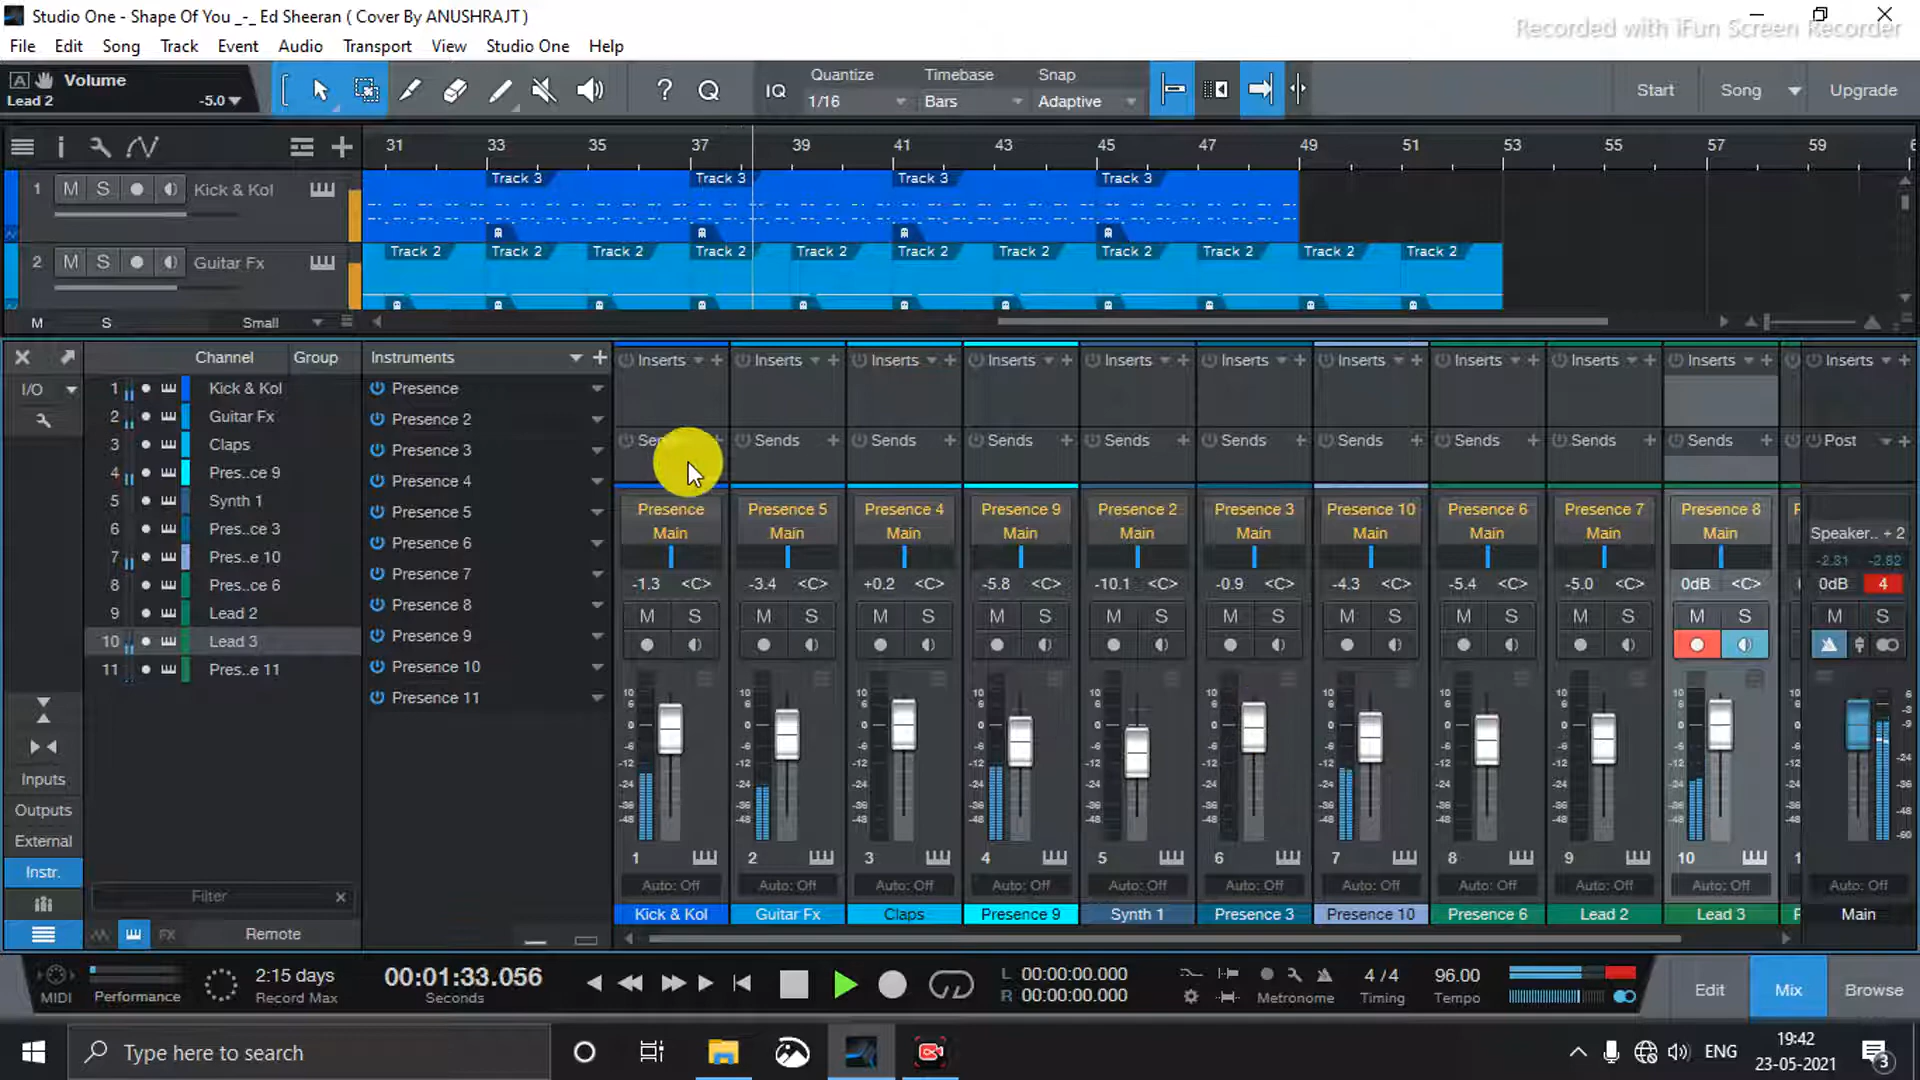 Studio One - Shape Of You _-_ Ed Sheeran ( Cover By ANUSHRAJT )
Recorded with iFun Screen Recorder
File Edit Song Track Event Audio Transport View Studio One Help
A Volume
Lead 2 -5.0
? Q IQ
Quantize Timebase Snap
1/16 Bars Adaptive
Start Song Upgrade
31 33 35 37 39 41 43 45 47 49 51 53 55 57 59
1 M S Kick & Kol
Track 3 Track 3 Track 3 Track 3
2 M S Guitar Fx
Track 2 Track 2 Track 2 Track 2 Track 2 Track 2 Track 2 Track 2 Track 2 Track 2 Track 2
M S Small
Channel Group Instruments
Inserts Inserts Inserts Inserts Inserts Inserts Inserts Inserts Inserts Inserts Inserts
I/O
1 Kick & Kol
2 Guitar Fx
3 Claps
4 Pres..ce 9
5 Synth 1
6 Pres..ce 3
7 Pres..e 10
8 Pres..ce 6
9 Lead 2
10 Lead 3
11 Pres..e 11
Presence
Presence 2
Presence 3
Presence 4
Presence 5
Presence 6
Presence 7
Presence 8
Presence 9
Presence 10
Presence 11
Sends Sends Sends Sends Sends Sends Sends Sends Sends Post
Presence Presence 5 Presence 4 Presence 9 Presence 2 Presence 3 Presence 10 Presence 6 Presence 7 Presence 8
Main Main Main Main Main Main Main Main Main Main Speaker.. + 2
-2.31 -2.82
-1.3 <C> -3.4 <C> +0.2 <C> -5.8 <C> -10.1 <C> -0.9 <C> -4.3 <C> -5.4 <C> -5.0 <C> 0dB <C> 0dB 4
M S M S M S M S M S M S M S M S M S M S M S
Inputs
Outputs
External
Instr.
Filter
FX Remote
1 2 3 4 5 6 7 8 9 10
Auto: Off Auto: Off Auto: Off Auto: Off Auto: Off Auto: Off Auto: Off Auto: Off Auto: Off Auto: Off Auto: Off
Kick & Kol Guitar Fx Claps Presence 9 Synth 1 Presence 3 Presence 10 Presence 6 Lead 2 Lead 3 Main
MIDI Performance
2:15 days
Record Max
00:01:33.056
Seconds
L 00:00:00.000
R 00:00:00.000
Metronome
4 / 4
Timing
96.00
Tempo
Edit Mix Browse
Type here to search
ENG
19:42
23-05-2021
3